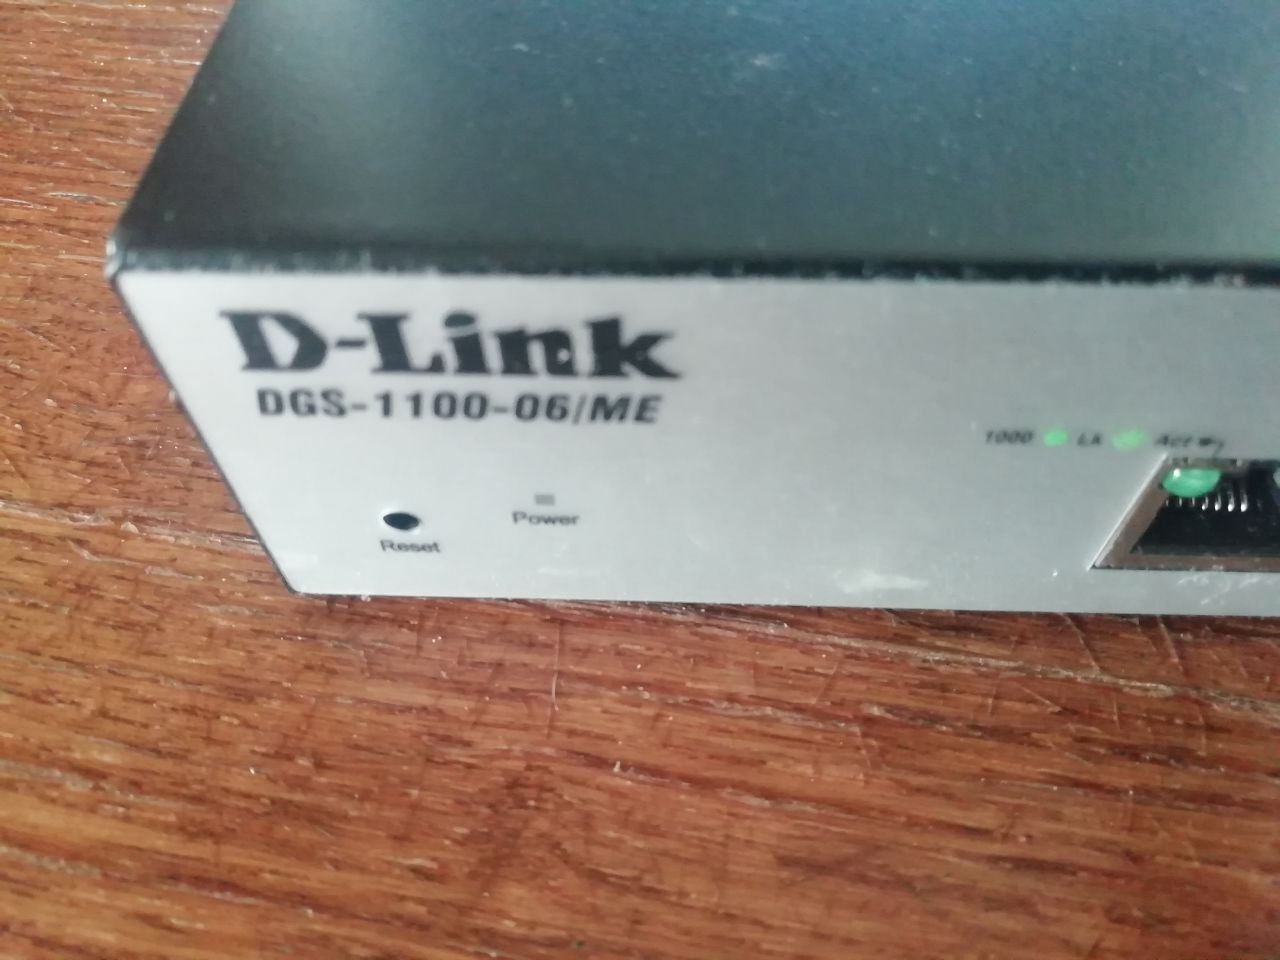 D-Link
DGS-1100-06/ME
1000
Reset
Power